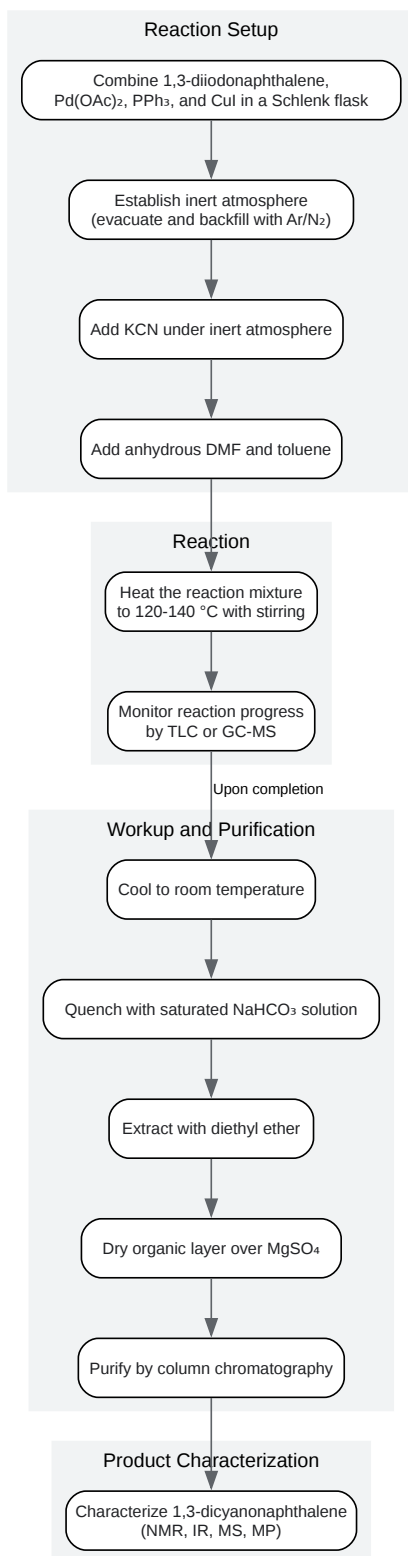 Reaction Setup
Combine 1,3-diiodonaphthalene,
Pd(OAc)₂, PPh₃, and CuI in a Schlenk flask
Establish inert atmosphere
(evacuate and backfill with Ar/N₂)
Add KCN under inert atmosphere
Add anhydrous DMF and toluene
Reaction
Heat the reaction mixture
to 120-140 °C with stirring
Monitor reaction progress
by TLC or GC-MS
Upon completion
Workup and Purification
Cool to room temperature
Quench with saturated NaHCO₃ solution
Extract with diethyl ether
Dry organic layer over MgSO₄
Purify by column chromatography
Product Characterization
Characterize 1,3-dicyanonaphthalene
(NMR, IR, MS, MP)